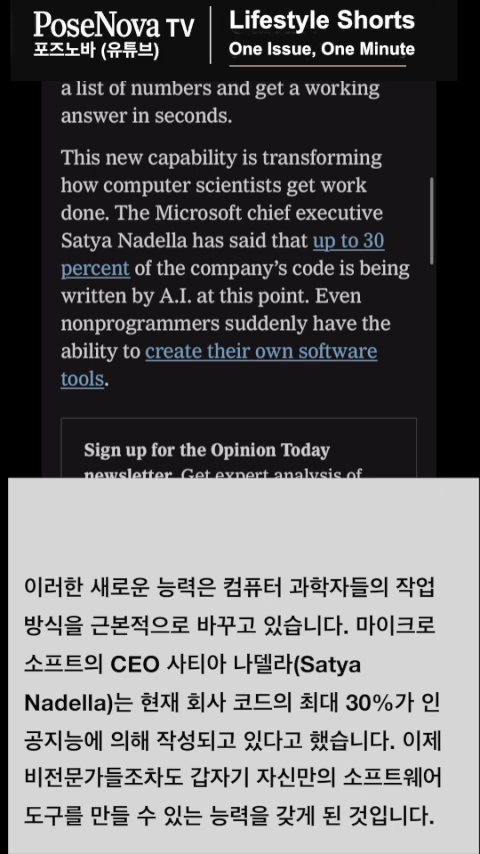 PoseNova TV
포즈노바 (유튜브)
Lifestyle Shorts
One Issue, One Minute
a list of numbers and get a working
answer in seconds.
This new capability is transforming
how computer scientists get work
done. The Microsoft chief executive
Satya Nadella has said that up to 30
percent of the company’s code is being
written by A.I. at this point. Even
nonprogrammers suddenly have the
ability to create their own software
tools.
Sign up for the Opinion Today
newsletter Get expert analysis of
이러한 새로운 능력은 컴퓨터 과학자들의 작업
방식을 근본적으로 바꾸고 있습니다. 마이크로
소프트의 CEO 사티아 나델라(Satya
Nadella)는 현재 회사 코드의 최대 30%가 인
공지능에 의해 작성되고 있다고 했습니다. 이제
비전문가들조차도 갑자기 자신만의 소프트웨어
도구를 만들 수 있는 능력을 갖게 된 것입니다.